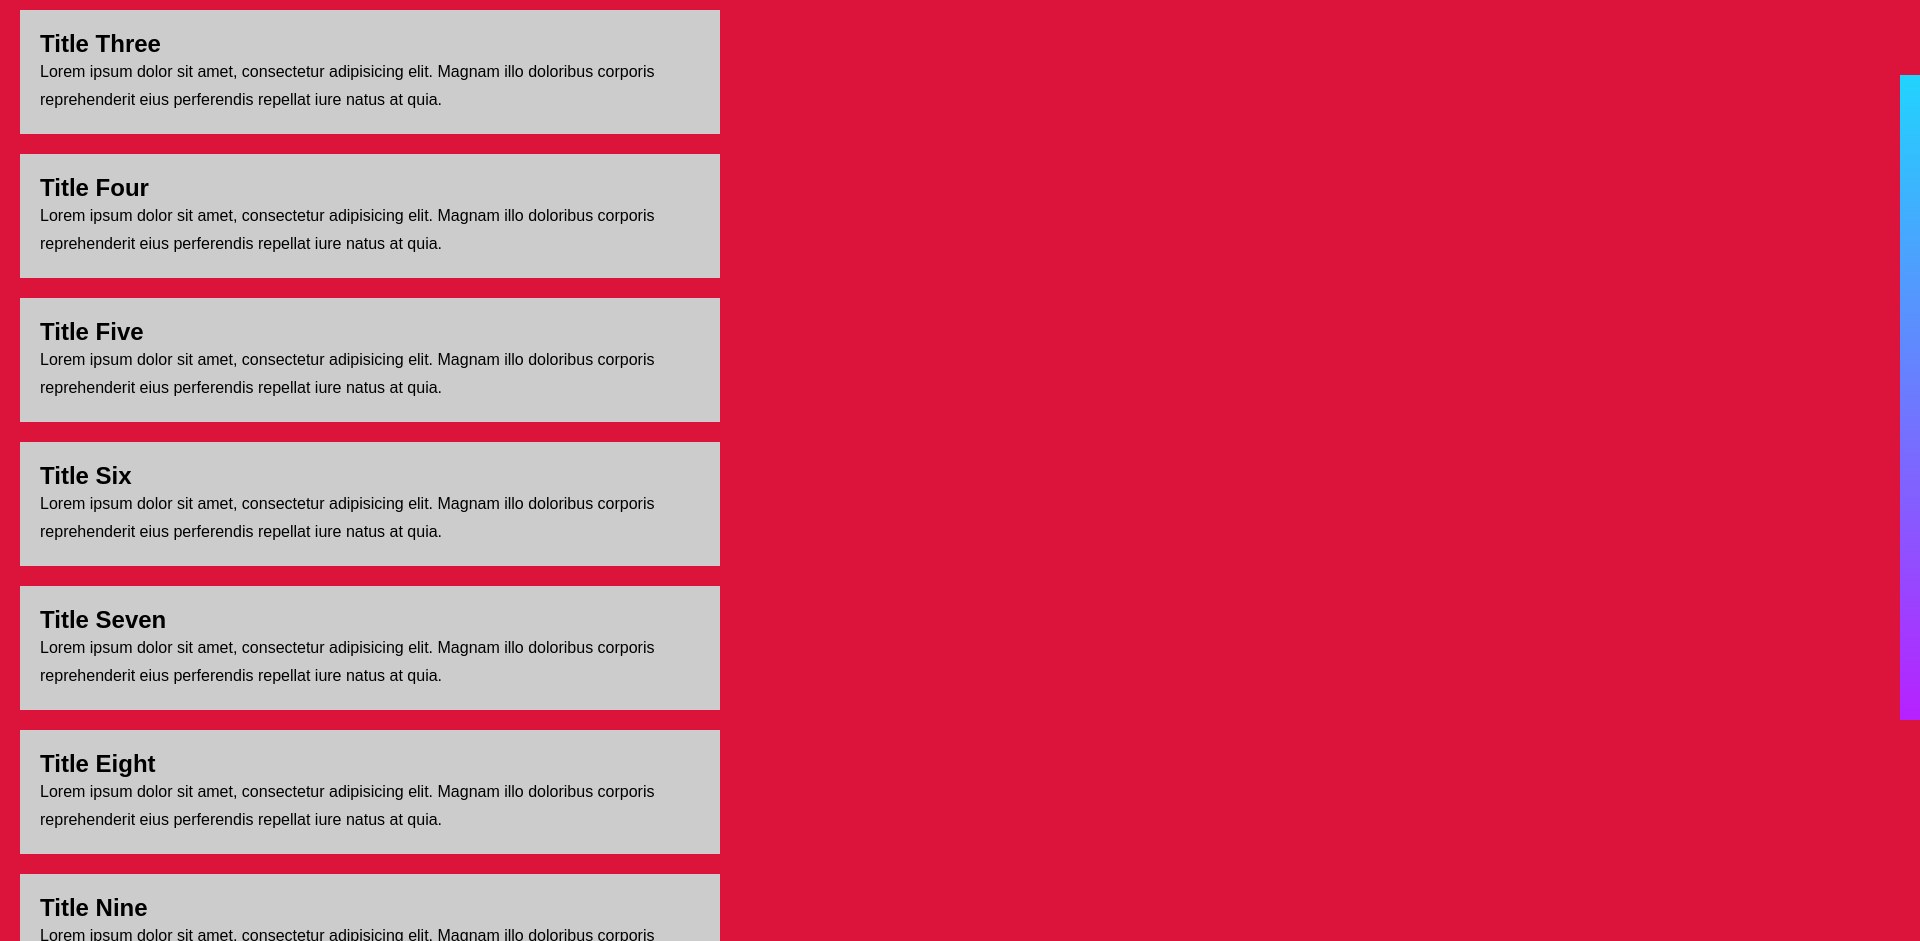 Title Three
Lorem ipsum dolor sit amet, consectetur adipisicing elit. Magnam illo doloribus corporis
reprehenderit eius perferendis repellat iure natus at quia.
Title Four
Lorem ipsum dolor sit amet, consectetur adipisicing elit. Magnam illo doloribus corporis
reprehenderit eius perferendis repellat iure natus at quia.
Title Five
Lorem ipsum dolor sit amet, consectetur adipisicing elit. Magnam illo doloribus corporis
reprehenderit eius perferendis repellat iure natus at quia.
Title Six
Lorem ipsum dolor sit amet, consectetur adipisicing elit. Magnam illo doloribus corporis
reprehenderit eius perferendis repellat iure natus at quia.
Title Seven
Lorem ipsum dolor sit amet, consectetur adipisicing elit. Magnam illo doloribus corporis
reprehenderit eius perferendis repellat iure natus at quia.
Title Eight
Lorem ipsum dolor sit amet, consectetur adipisicing elit. Magnam illo doloribus corporis
reprehenderit eius perferendis repellat iure natus at quia.
Title Nine
Lorem ipsum dolor sit amet, consectetur adipisicing elit. Magnam illo doloribus corporis